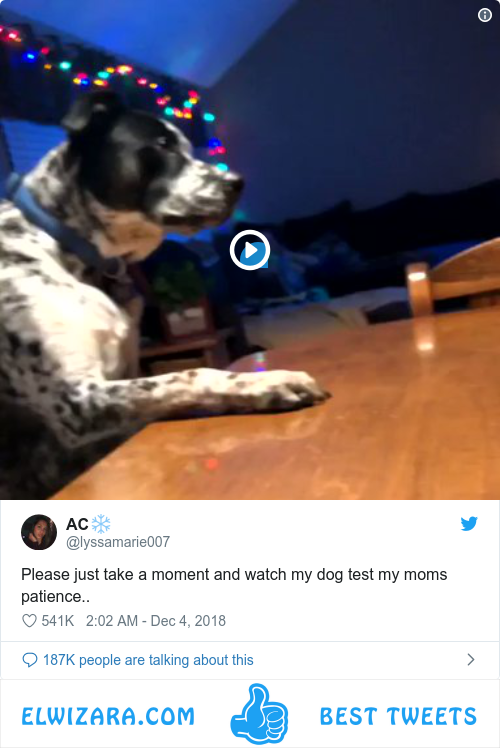 AC❄️
@lyssamarie007
Please just take a moment and watch my dog test my moms
patience..
541K 2:02 AM - Dec 4, 2018
187K people are talking about this
ELWIZARA.COM BEST TWEETS